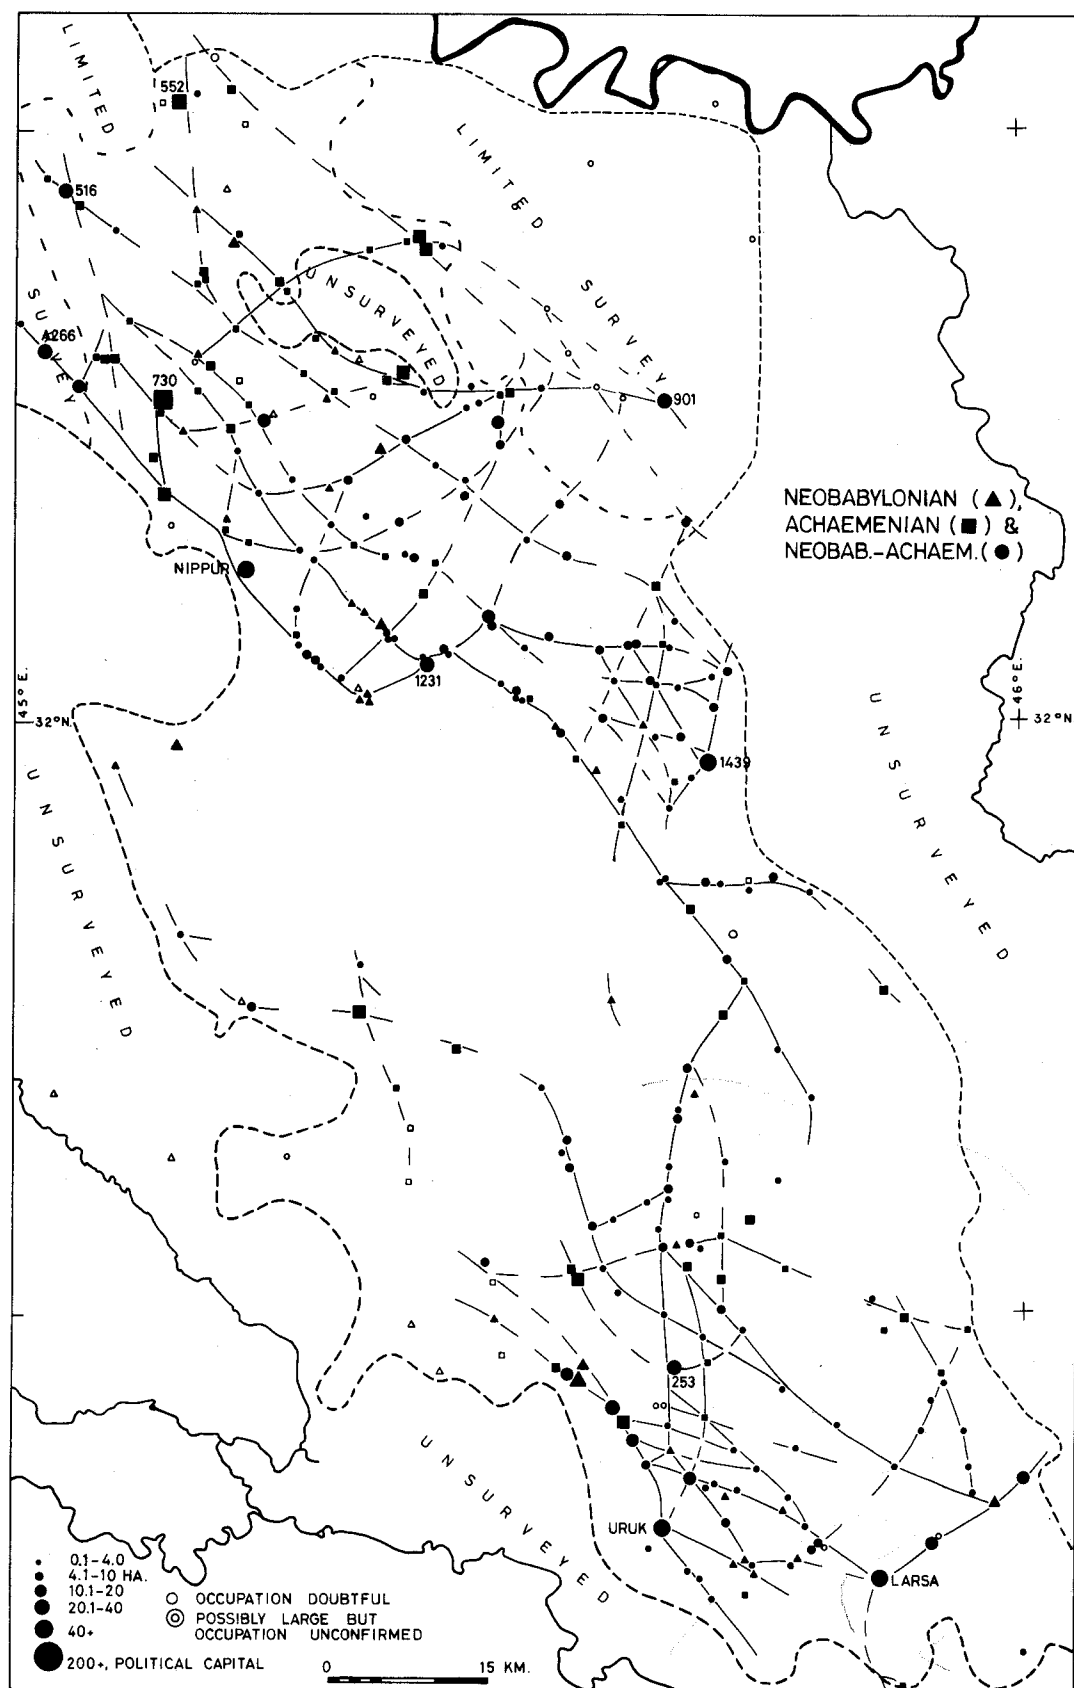 LIMITED
552
LIMITED
&
SURVEY
516
UNSURVEYED
SURVEY
A266
730
901
NEOBABYLONIAN (▲),
ACHAEMENIAN (■) &
NEOBAB.-ACHAEM. (●)
NIPPUR
1231
45° E.
32° N.
46° E.
32° N.
1439
UNSURVEYED
UNSURVEYED
253
UNSURVEYED
URUK
LARSA
0.1–4.0
4.1–10 HA.
10.1–20
20.1–40
40+
200+, POLITICAL CAPITAL
OCCUPATION DOUBTFUL
POSSIBLY LARGE BUT
OCCUPATION UNCONFIRMED
0 15 KM.